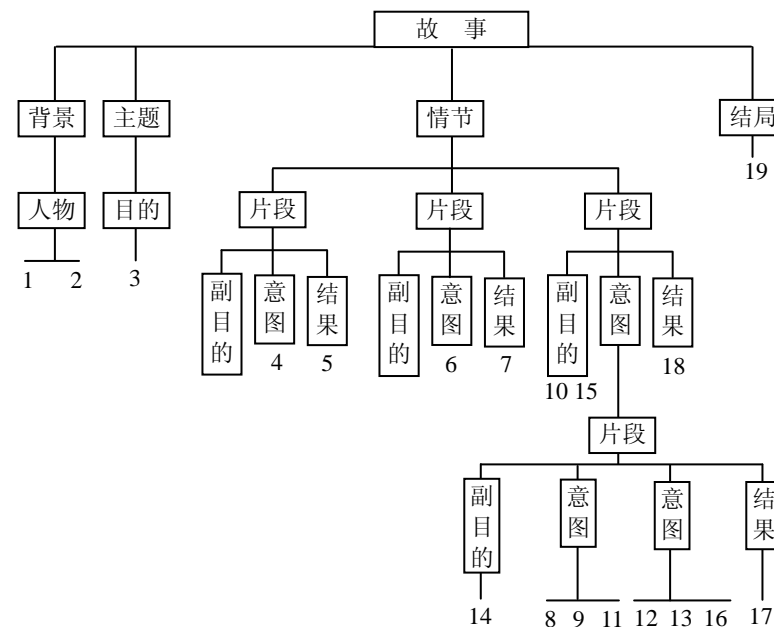 故 事
背景 主题 情节 结局
19
人物 目的 片段 片段 片段
1 2 3
副目的 意图 结果 副目的 意图 结果 副目的 意图 结果
4 5 6 7 10 15 18
片段
副目的 意图 意图 结果
14 8 9 11 12 13 16 17